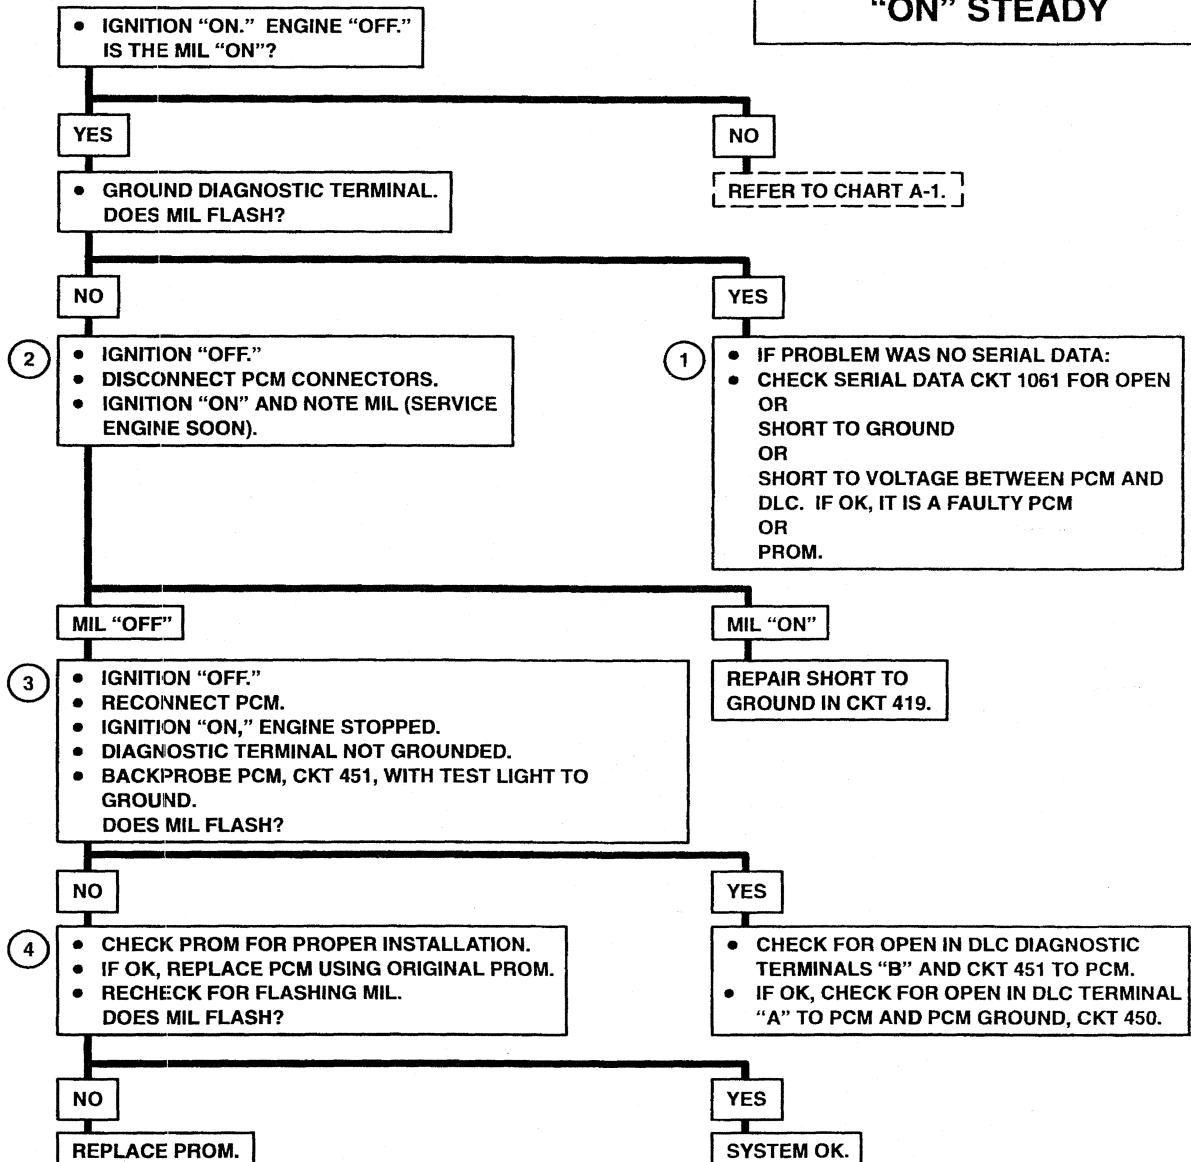 "ON" STEADY
• IGNITION "ON." ENGINE "OFF."
IS THE MIL "ON"?
YES
NO
• GROUND DIAGNOSTIC TERMINAL.
DOES MIL FLASH?
REFER TO CHART A-1.
NO
YES
2
• IGNITION "OFF."
• DISCONNECT PCM CONNECTORS.
• IGNITION "ON" AND NOTE MIL (SERVICE
ENGINE SOON).
1
• IF PROBLEM WAS NO SERIAL DATA:
• CHECK SERIAL DATA CKT 1061 FOR OPEN
OR
SHORT TO GROUND
OR
SHORT TO VOLTAGE BETWEEN PCM AND
DLC. IF OK, IT IS A FAULTY PCM
OR
PROM.
MIL "OFF"
MIL "ON"
3
• IGNITION "OFF."
• RECONNECT PCM.
• IGNITION "ON," ENGINE STOPPED.
• DIAGNOSTIC TERMINAL NOT GROUNDED.
• BACKPROBE PCM, CKT 451, WITH TEST LIGHT TO
GROUND.
DOES MIL FLASH?
REPAIR SHORT TO
GROUND IN CKT 419.
NO
YES
4
• CHECK PROM FOR PROPER INSTALLATION.
• IF OK, REPLACE PCM USING ORIGINAL PROM.
• RECHECK FOR FLASHING MIL.
DOES MIL FLASH?
• CHECK FOR OPEN IN DLC DIAGNOSTIC
TERMINALS "B" AND CKT 451 TO PCM.
• IF OK, CHECK FOR OPEN IN DLC TERMINAL
"A" TO PCM AND PCM GROUND, CKT 450.
NO
YES
REPLACE PROM.
SYSTEM OK.